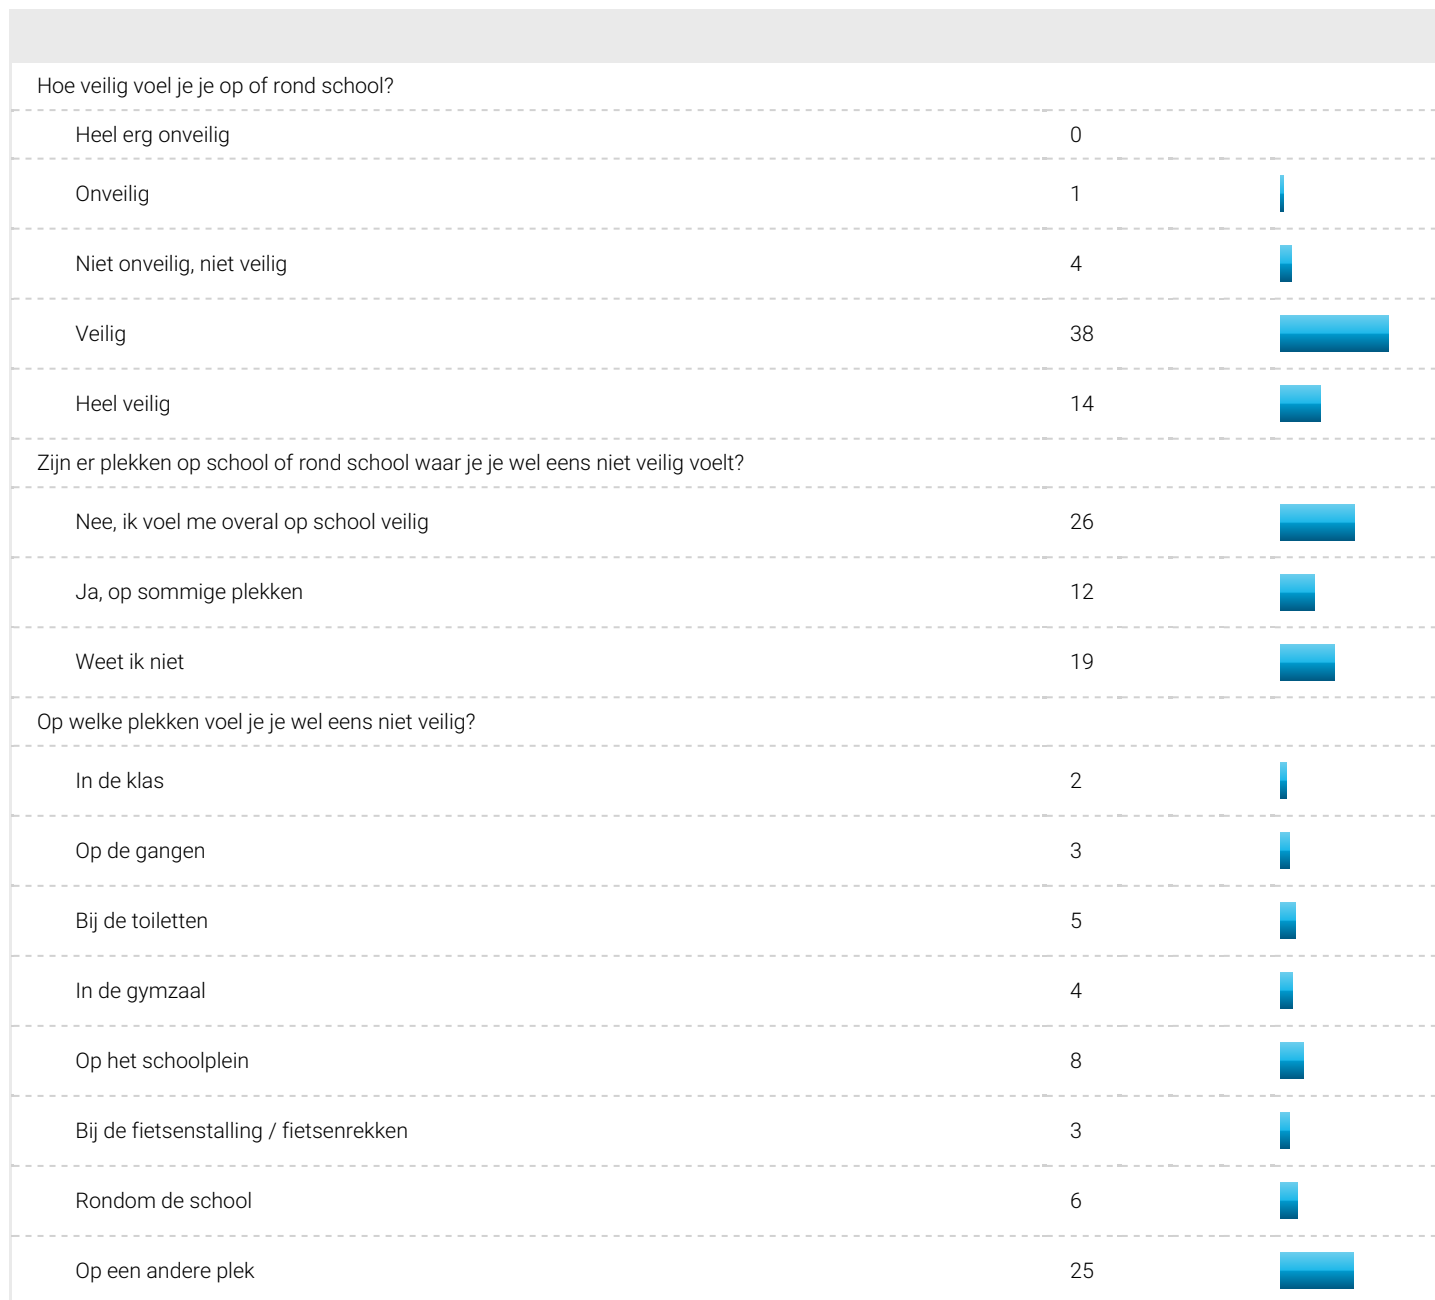 Hoe veilig voel je je op of rond school?
Heel erg onveilig 0
Onveilig 1
Niet onveilig, niet veilig 4
Veilig 38
Heel veilig 14
Zijn er plekken op school of rond school waar je je wel eens niet veilig voelt?
Nee, ik voel me overal op school veilig 26
Ja, op sommige plekken 12
Weet ik niet 19
Op welke plekken voel je je wel eens niet veilig?
In de klas 2
Op de gangen 3
Bij de toiletten 5
In de gymzaal 4
Op het schoolplein 8
Bij de fietsenstalling / fietsenrekken 3
Rondom de school 6
Op een andere plek 25